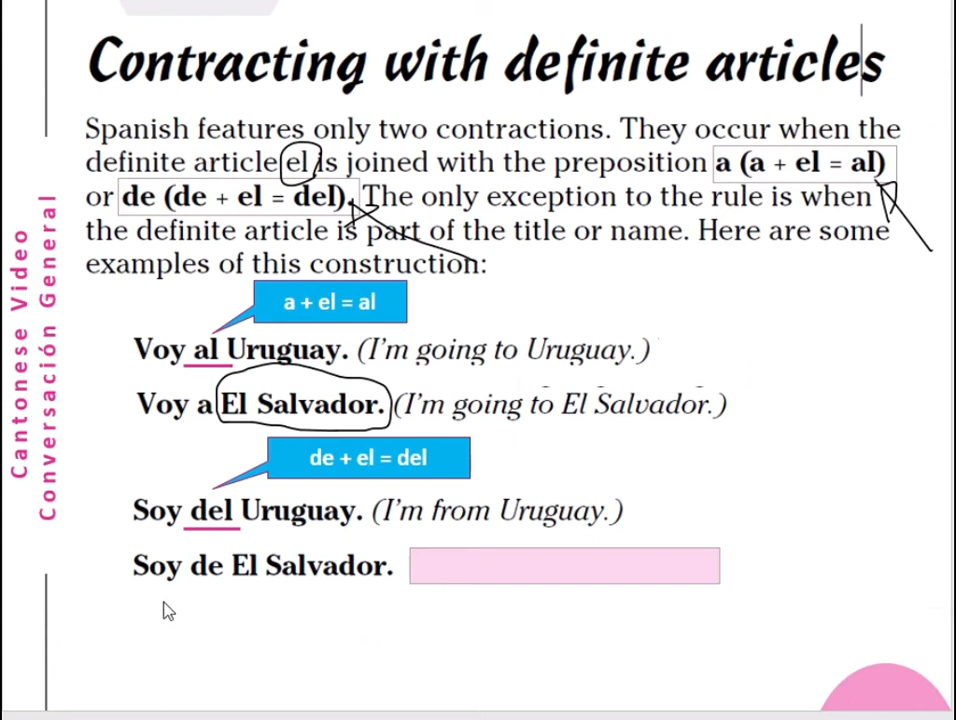 Contracting with definite articles
Spanish features only two contractions. They occur when the
definite article el is joined with the preposition a (a + el = al)
or de (de + el = del). The only exception to the rule is when
the definite article is part of the title or name. Here are some
examples of this construction:
a + el = al
Voy al Uruguay. (I'm going to Uruguay.)
Voy a El Salvador. (I'm going to El Salvador.)
de + el = del
Soy del Uruguay. (I'm from Uruguay.)
Soy de El Salvador.
Cantonese Video
Conversación General